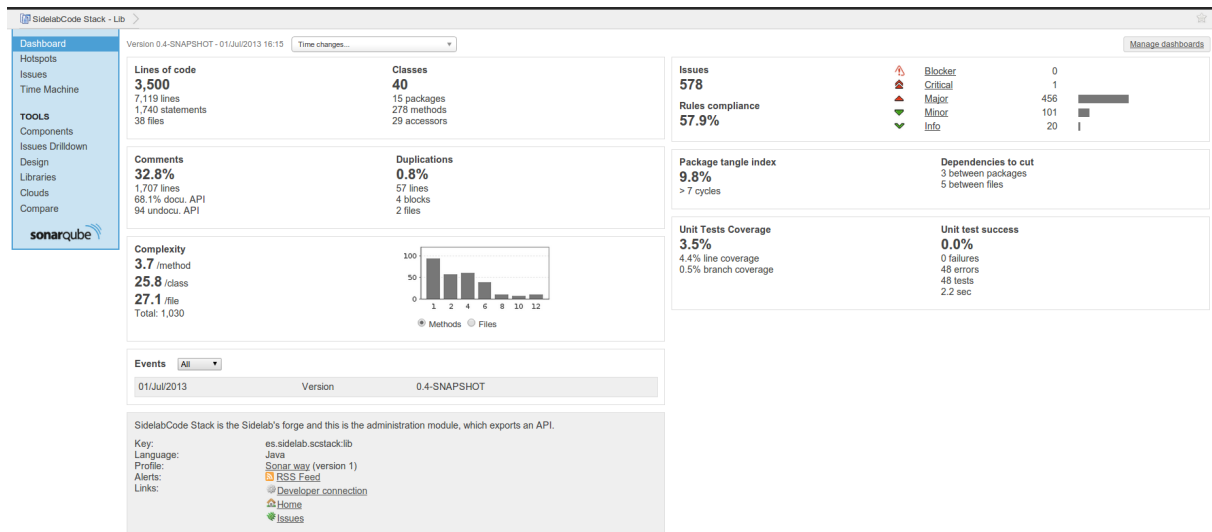 SidelabCode Stack - Lib
Dashboard
Hotspots
Issues
Time Machine
TOOLS
Components
Issues Drilldown
Design
Libraries
Clouds
Compare
sonarqube
Version 0.4-SNAPSHOT - 01/Jul/2013 16:15 Time changes... Manage dashboards
Lines of code
3,500
7,119 lines
1,740 statements
38 files
Classes
40
15 packages
278 methods
29 accessors
Comments
32.8%
1,707 lines
68.1% docu. API
94 undocu. API
Duplications
0.8%
57 lines
4 blocks
2 files
Complexity
3.7 /method
25.8 /class
27.1 /file
Total: 1,030
100
50
0
1 2 4 6 8 10 12
Methods Files
Events All
01/Jul/2013 Version 0.4-SNAPSHOT
SidelabCode Stack is the Sidelab's forge and this is the administration module, which exports an API.
Key: es.sidelab.scstack:lib
Language: Java
Profile: Sonar way (version 1)
Alerts: RSS Feed
Links: Developer connection
Home
Issues
Issues
578
Rules compliance
57.9%
Blocker 0
Critical 1
Major 456
Minor 101
Info 20
Package tangle index
9.8%
> 7 cycles
Dependencies to cut
3 between packages
5 between files
Unit Tests Coverage
3.5%
4.4% line coverage
0.5% branch coverage
Unit test success
0.0%
0 failures
48 errors
48 tests
2.2 sec